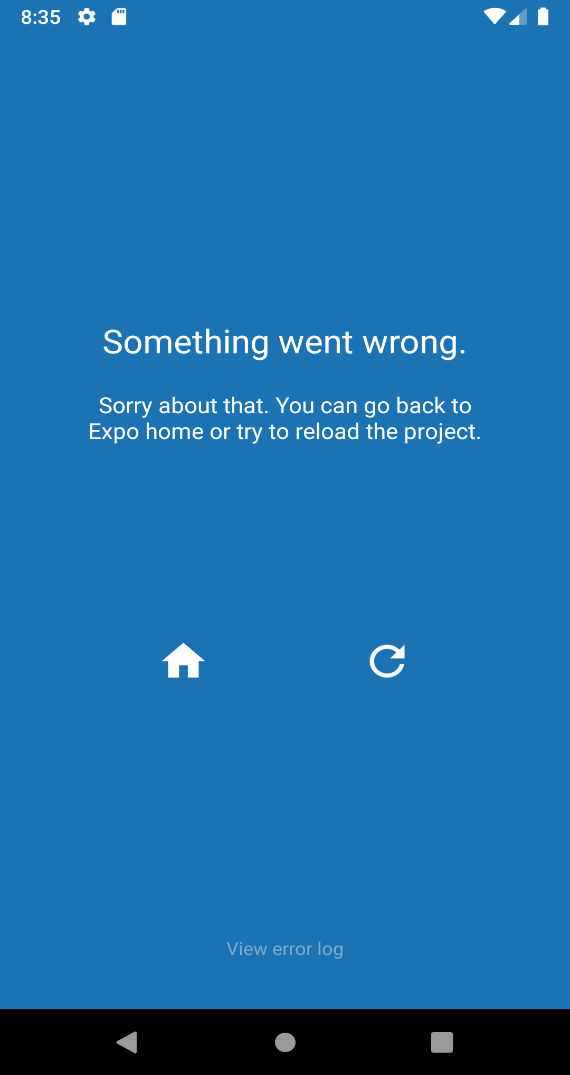 8:35
Something went wrong.
Sorry about that. You can go back to
Expo home or try to reload the project.
View error log